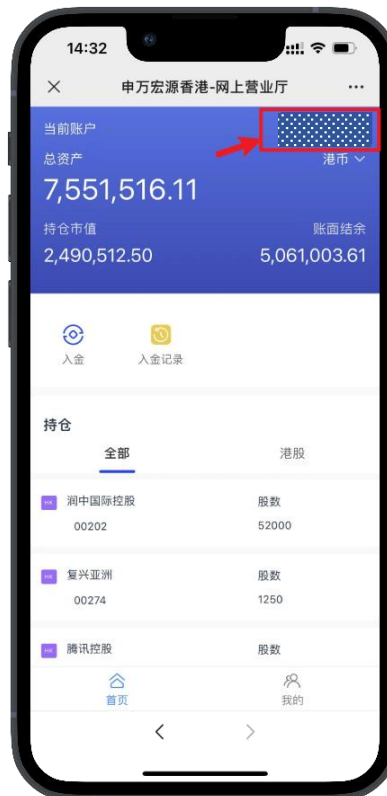 14:32
申万宏源香港-网上营业厅
当前账户
总资产
港币
7,551,516.11
持仓市值 账面结余
2,490,512.50 5,061,003.61
入金 入金记录
持仓
全部 港股
HK 润中国际控股 股数
00202 52000
HK 复兴亚洲 股数
00274 1250
HK 腾讯控股 股数
首页 我的